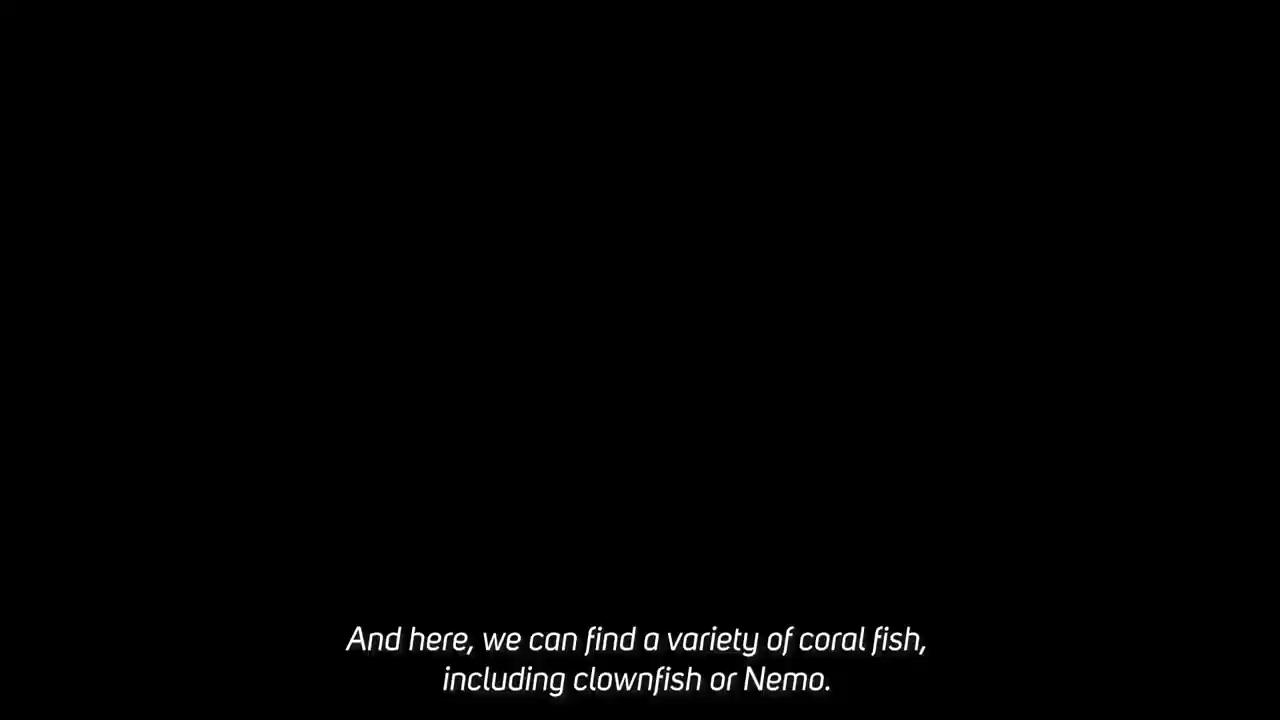 And here, we can find a variety of coral fish,
including clownfish or Nemo.